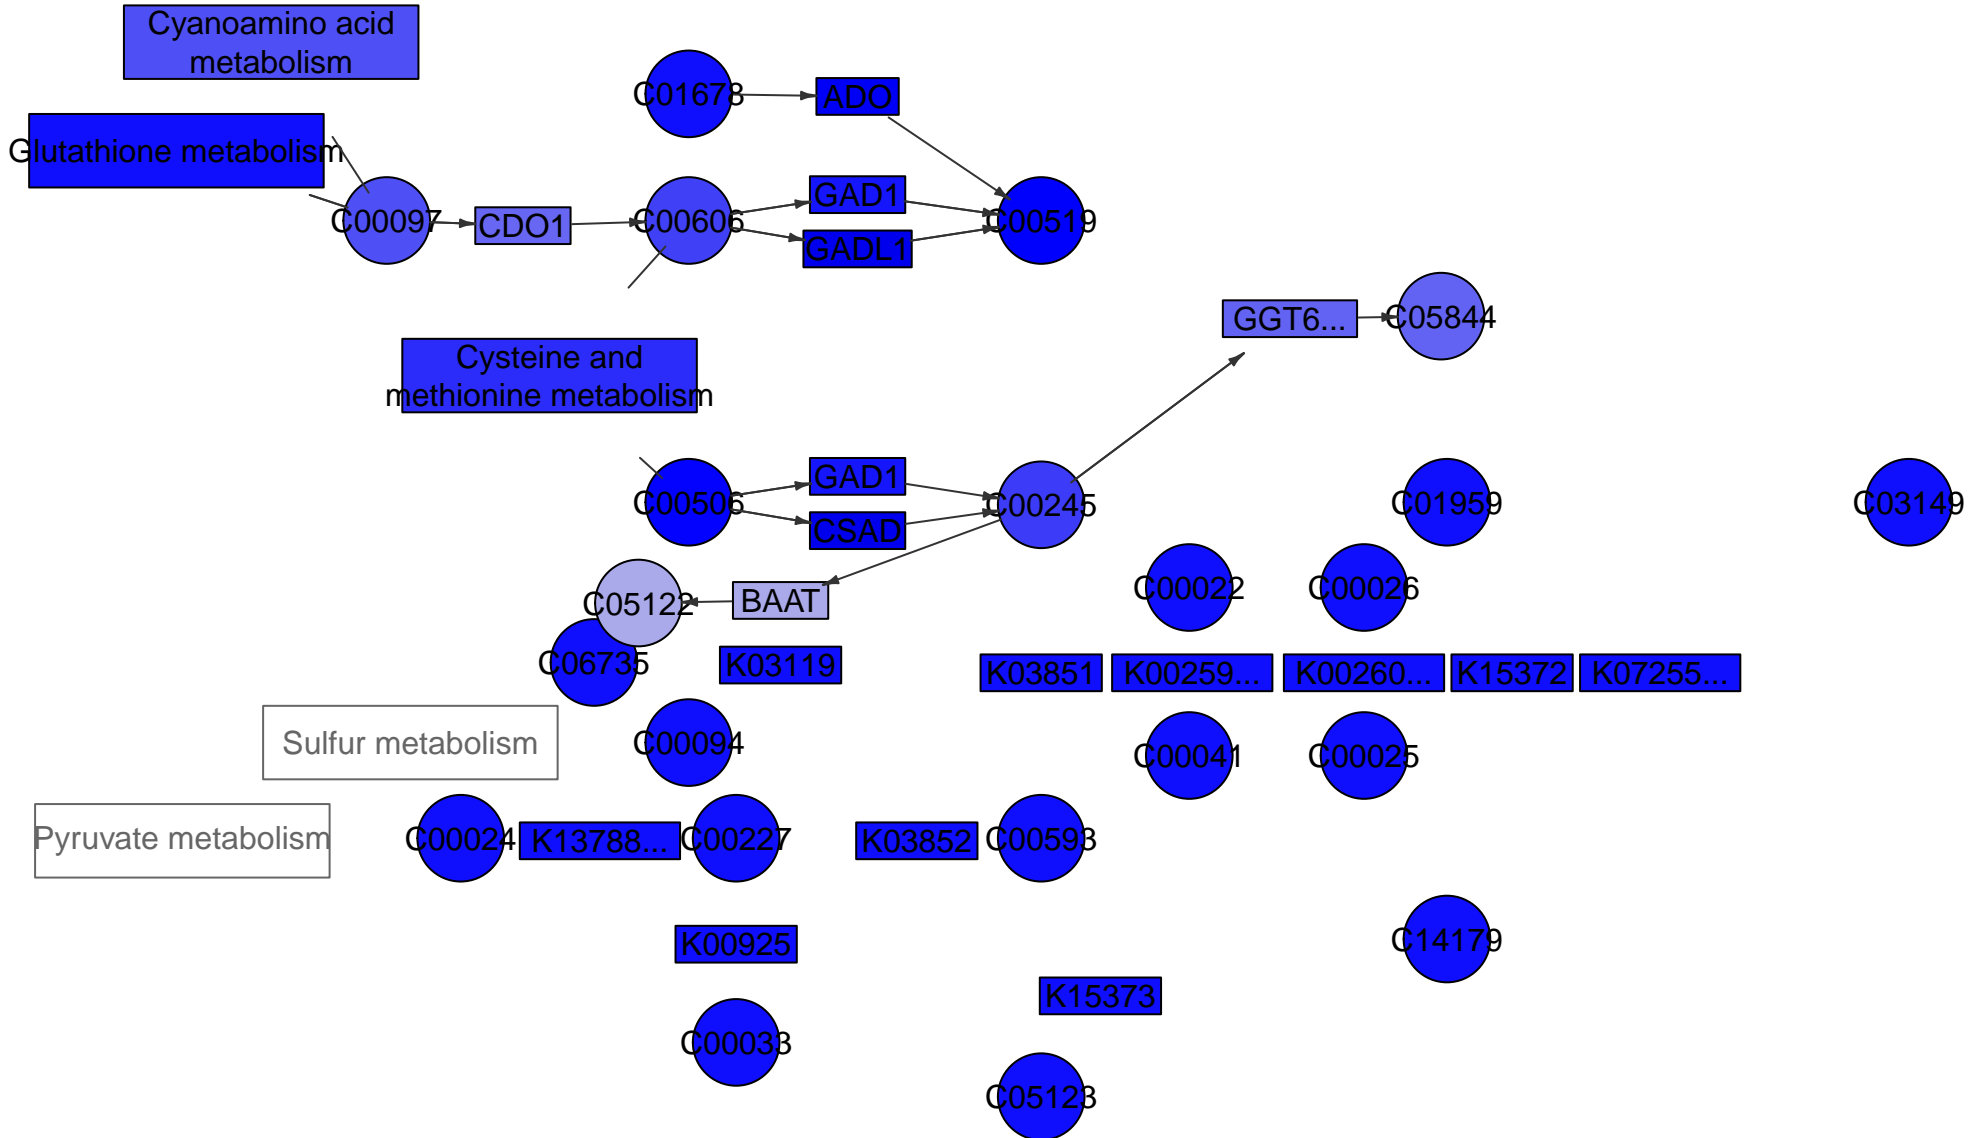 Cyanoamino acid
metabolism
C01678
ADO
Glutathione metabolism
C00097
CDO1
C00606
GAD1
GADL1
C00519
GGT6...
C05844
Cysteine and
methionine metabolism
C00506
GAD1
CSAD
C00245
C01959
C03149
C05122
BAAT
C00022
C00026
C06735
K03119
K03851
K00259...
K00260...
K15372
K07255...
Sulfur metabolism
C00094
C00041
C00025
Pyruvate metabolism
C00024
K13788...
C00227
K03852
C00593
K00925
C14179
K15373
C00033
C05123